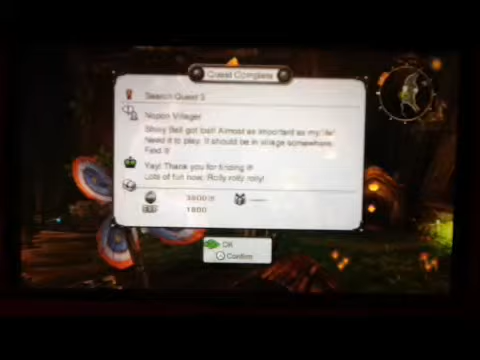 Quest Complete
Search Quest 3
Nopon Villager
Shiny Ball got lost! Almost as important as my life!
Need it to play. It should be in village somewhere.
Find it!
Yay! Thank you for finding it!
Lots of fun now. Rolly rolly rolly!
3600
1800
OK
Confirm